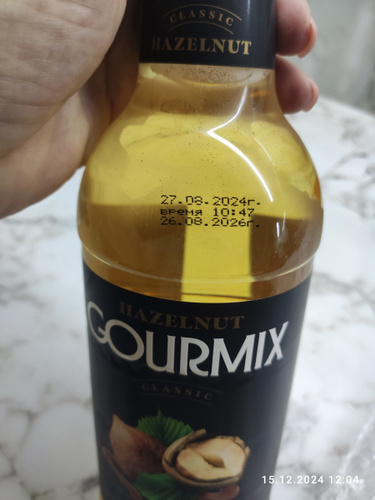 CLASSIC
HAZELNUT
27.08.2024г.
время 10:47
26.08.2026г.
HAZELNUT
GOURMIX
CLASSIC
15.12.2024 12:04